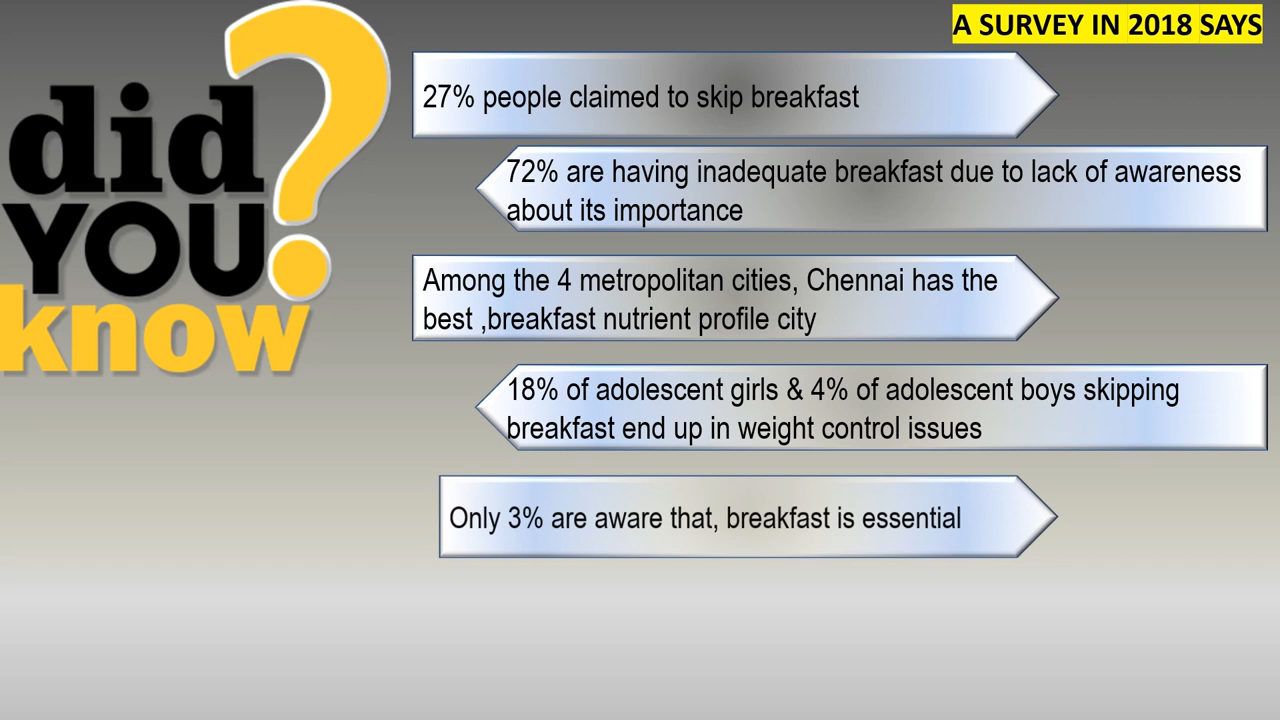 did
YOU
know
?
A SURVEY IN 2018 SAYS
27% people claimed to skip breakfast
72% are having inadequate breakfast due to lack of awareness
about its importance
Among the 4 metropolitan cities, Chennai has the
best ,breakfast nutrient profile city
18% of adolescent girls & 4% of adolescent boys skipping
breakfast end up in weight control issues
Only 3% are aware that, breakfast is essential